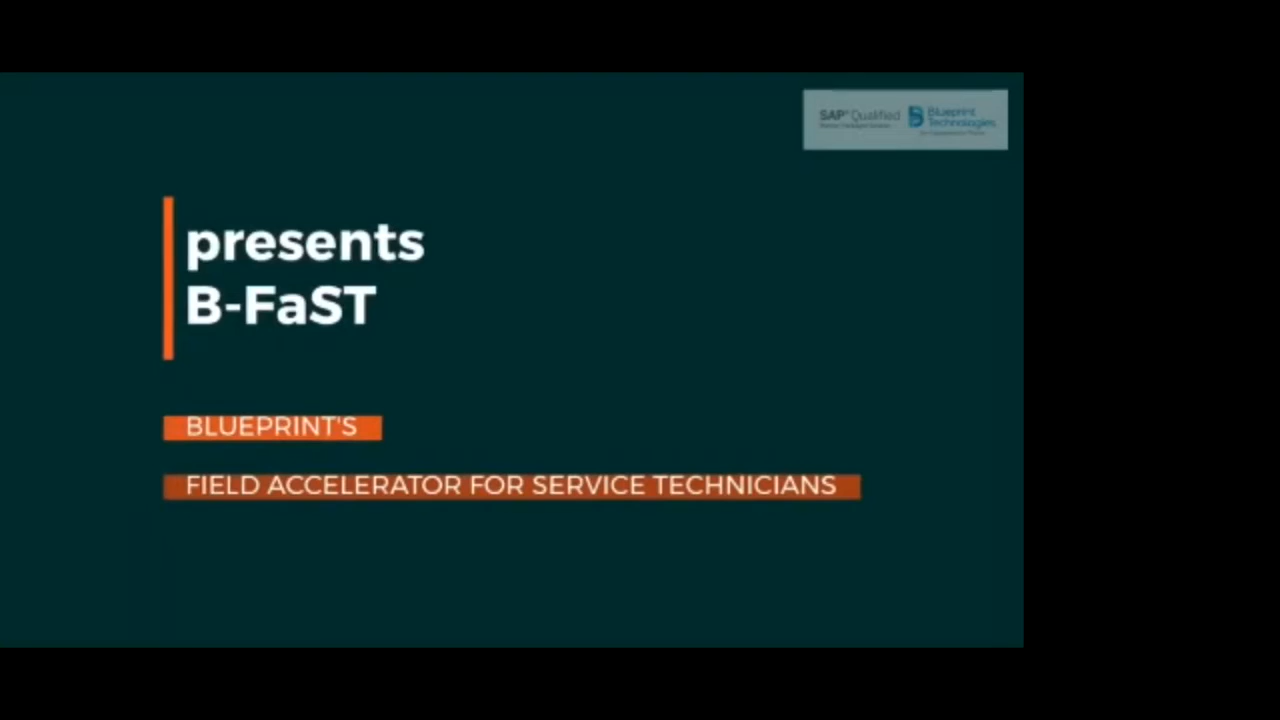 SAP® Qualified
Blueprint
Technologies
presents
B-FaST
BLUEPRINT'S
FIELD ACCELERATOR FOR SERVICE TECHNICIANS